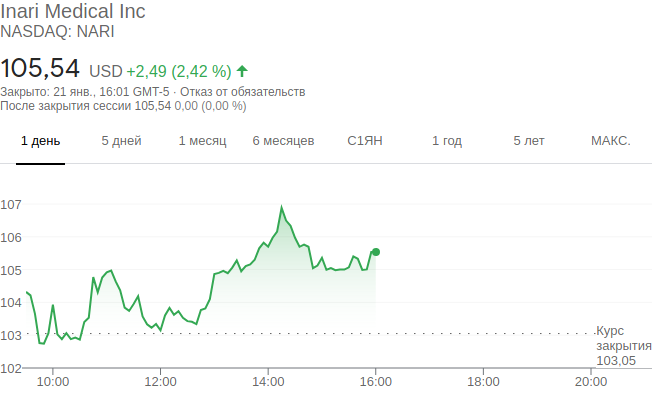 Inari Medical Inc
NASDAQ: NARI
105,54 USD +2,49 (2,42 %)
Закрыто: 21 янв., 16:01 GMT-5 · Отказ от обязательств
После закрытия сессии 105,54 0,00 (0,00 %)
1 день 5 дней 1 месяц 6 месяцев С1ЯН 1 год 5 лет МАКС.
107
106
105
104
103
102
Курс
закрытия
103,05
10:00 12:00 14:00 16:00 18:00 20:00